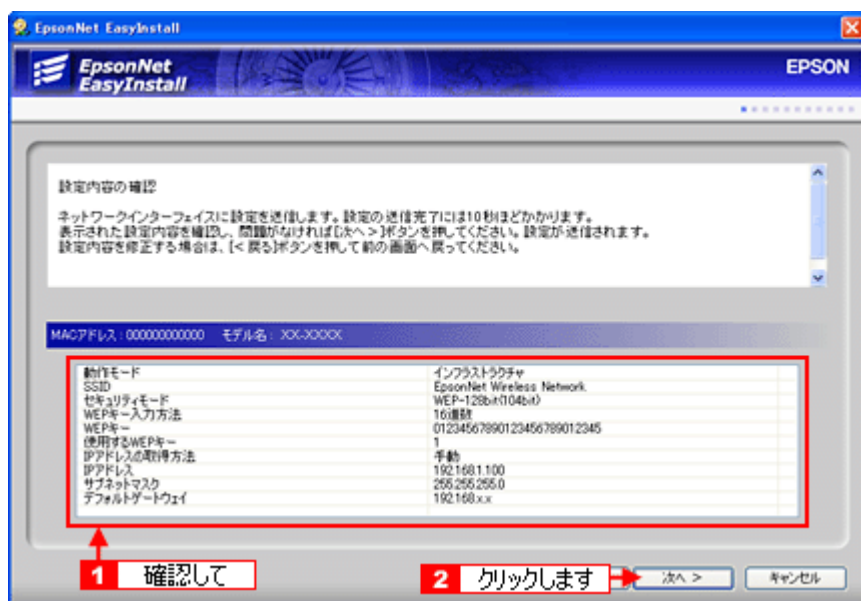 EpsonNet EasyInstall
EpsonNet
EasyInstall
EPSON
設定内容の確認
ネットワークインターフェイスに設定を送信します。設定の送信完了には10秒ほどかかります。
表示された設定内容を確認し、問題がなければ[次へ >]ボタンを押してください。設定が送信されます。
設定内容を修正する場合は、[< 戻る]ボタンを押して前の画面へ戻ってください。
MACアドレス : 000000000000 モデル名 : XX-XXXX
動作モード インフラストラクチャ
SSID EpsonNet Wireless Network
セキュリティモード WEP-128bit(104bit)
WEPキー入力方法 16進数
WEPキー 01234567890123456789012345
使用するWEPキー 1
IPアドレスの取得方法 手動
IPアドレス 192.168.1.100
サブネットマスク 255.255.255.0
デフォルトゲートウェイ 192.168.x.x
1 確認して
2 クリックします
次へ >
キャンセル